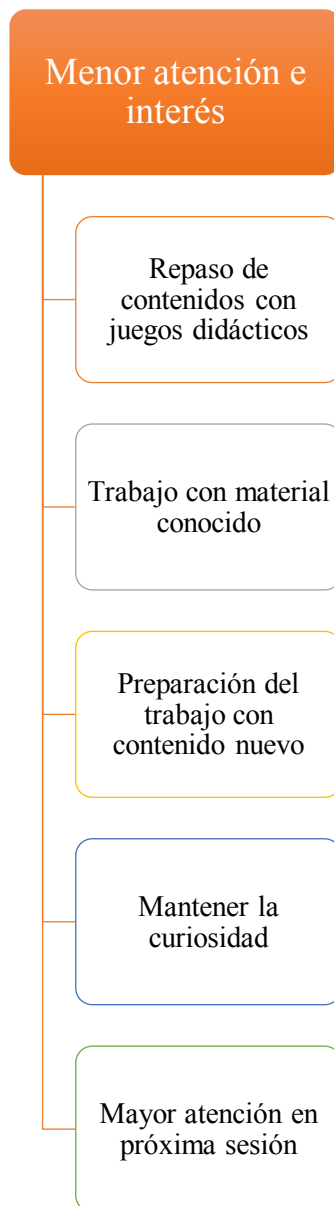 Menor atención e
interés
Repaso de
contenidos con
juegos didácticos
Trabajo con material
conocido
Preparación del
trabajo con
contenido nuevo
Mantener la
curiosidad
Mayor atención en
próxima sesión